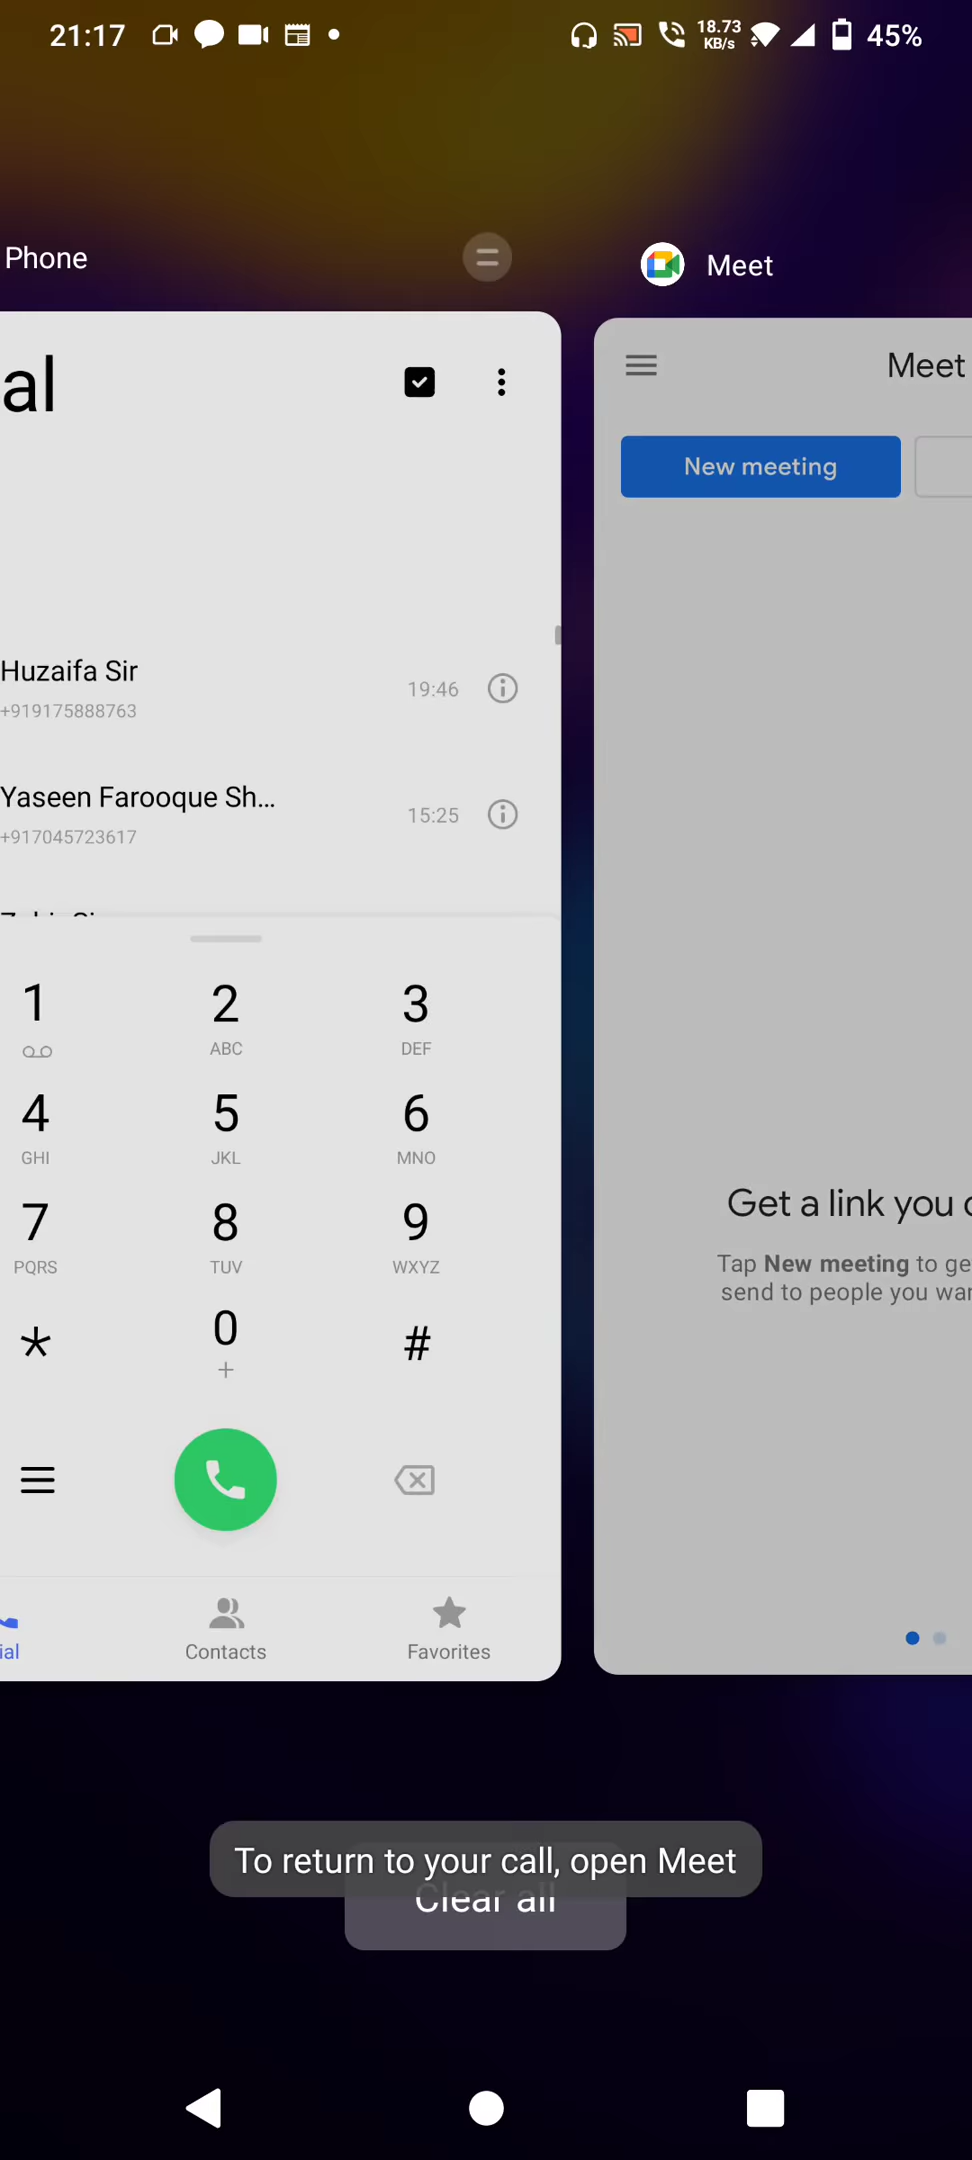 21:17
18.73
KB/s
45%
Phone
Meet
al
Meet
New meeting
Huzaifa Sir
+919175888763
19:46
Yaseen Farooque Sh...
+917045723617
15:25
1
2
ABC
3
DEF
4
GHI
5
JKL
6
MNO
7
PQRS
8
TUV
9
WXYZ
*
0
+
#
Get a link you
Tap New meeting to ge
send to people you wan
ial
Contacts
Favorites
To return to your call, open Meet
Clear all